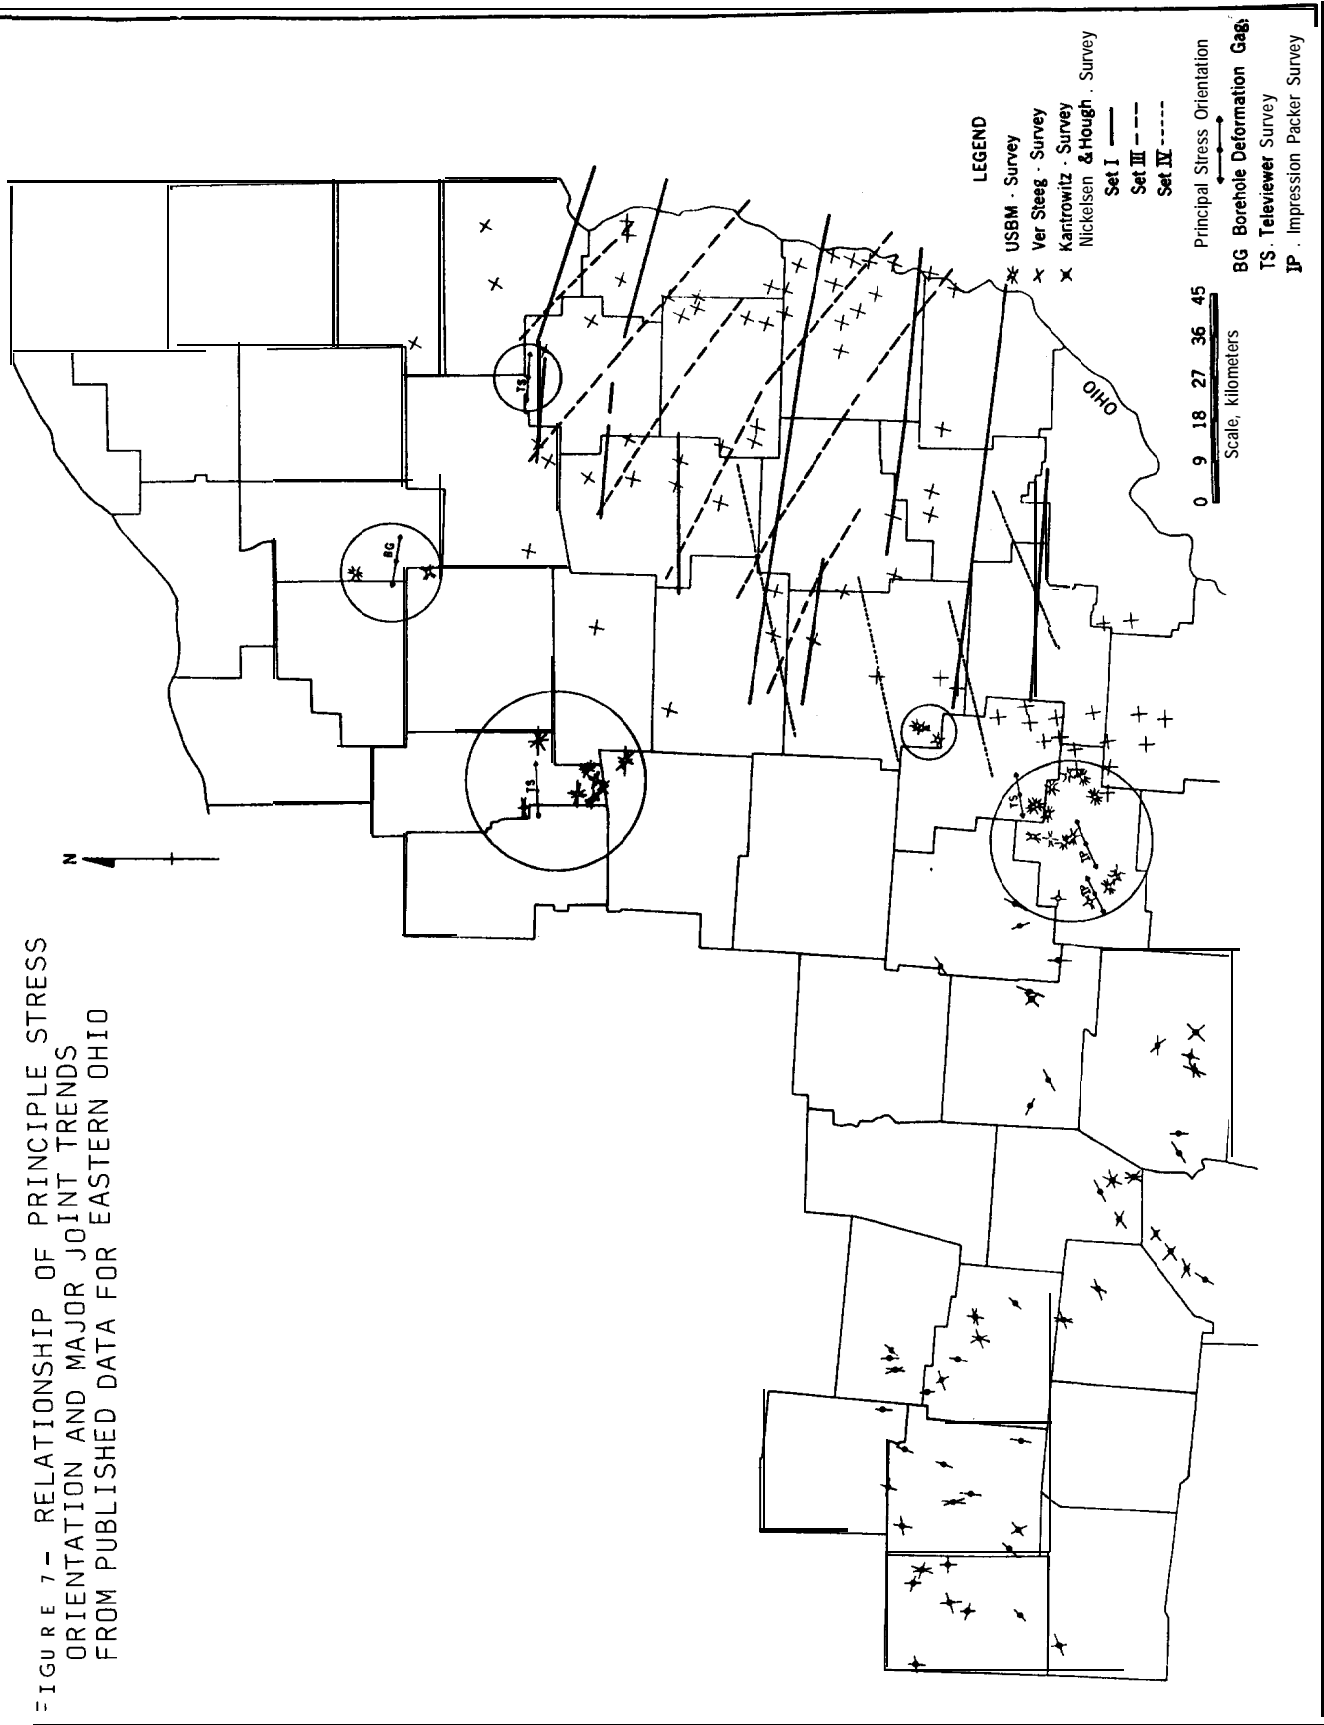 FIGURE 7- RELATIONSHIP OF PRINCIPLE STRESS
ORIENTATION AND MAJOR JOINT TRENDS
FROM PUBLISHED DATA FOR EASTERN OHIO
N
TS
BG
TS
TS
IP
IP
OHIO
LEGEND
USBM - Survey
Ver Steeg - Survey
Kantrowitz - Survey
Nickelsen & Hough . Survey
Set I
Set III
Set IV
Principal Stress Orientation
BG Borehole Deformation Gage
TS . Televiewer Survey
IP . Impression Packer Survey
0 9 18 27 36 45
Scale, kilometers